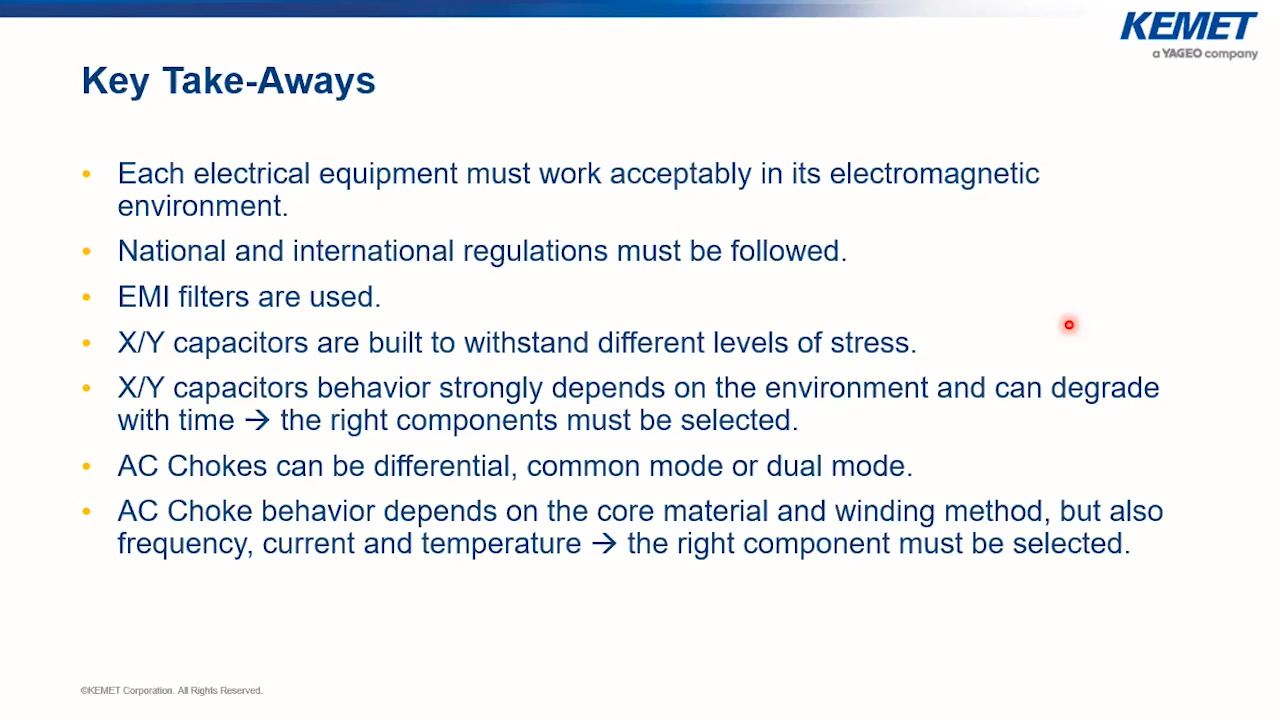 KEMET
a YAGEO company
Key Take-Aways
• Each electrical equipment must work acceptably in its electromagnetic
environment.
• National and international regulations must be followed.
• EMI filters are used.
• X/Y capacitors are built to withstand different levels of stress.
• X/Y capacitors behavior strongly depends on the environment and can degrade
with time → the right components must be selected.
• AC Chokes can be differential, common mode or dual mode.
• AC Choke behavior depends on the core material and winding method, but also
frequency, current and temperature → the right component must be selected.
©KEMET Corporation. All Rights Reserved.